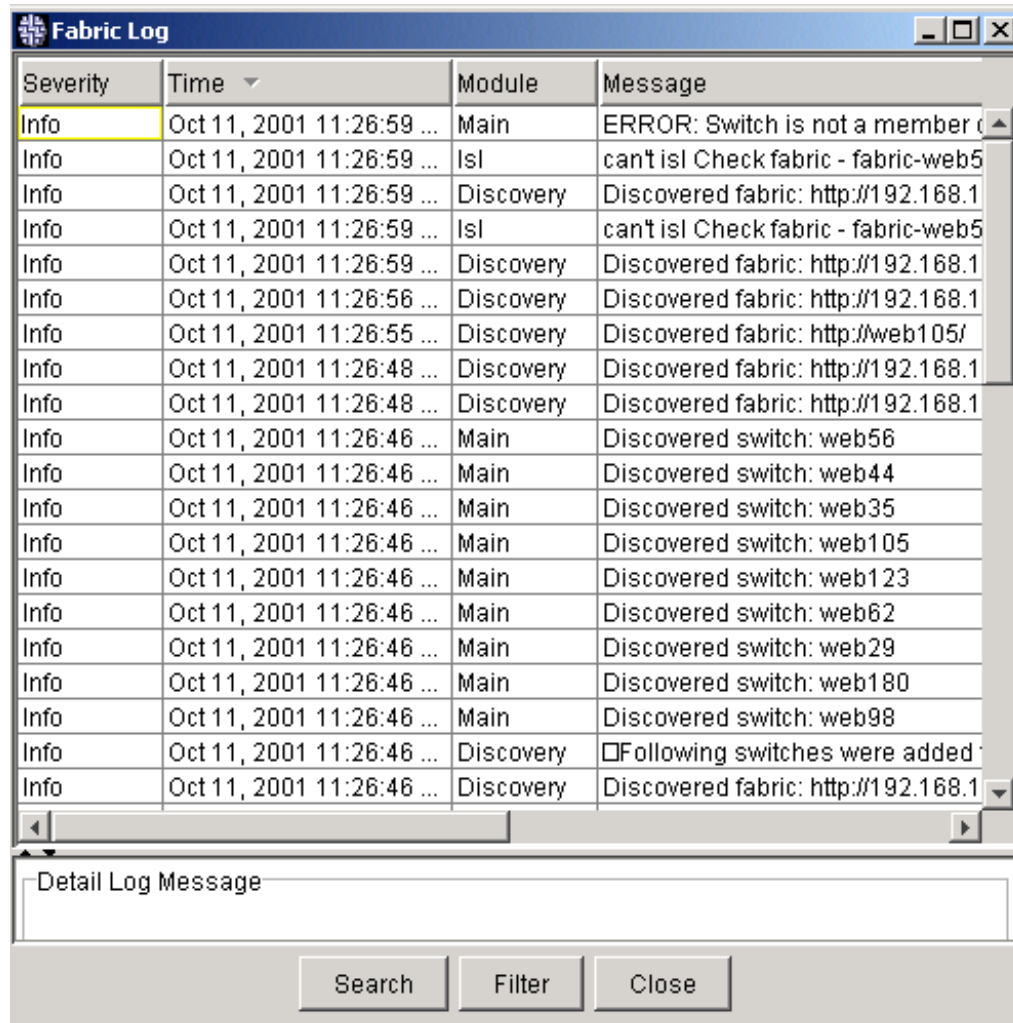 Fabric Log
Severity Time Module Message
Info Oct 11, 2001 11:26:59 ... Main ERROR: Switch is not a member
Info Oct 11, 2001 11:26:59 ... Isl can't isl Check fabric - fabric-web5
Info Oct 11, 2001 11:26:59 ... Discovery Discovered fabric: http://192.168.1
Info Oct 11, 2001 11:26:59 ... Isl can't isl Check fabric - fabric-web5
Info Oct 11, 2001 11:26:59 ... Discovery Discovered fabric: http://192.168.1
Info Oct 11, 2001 11:26:56 ... Discovery Discovered fabric: http://192.168.1
Info Oct 11, 2001 11:26:55 ... Discovery Discovered fabric: http://web105/
Info Oct 11, 2001 11:26:48 ... Discovery Discovered fabric: http://192.168.1
Info Oct 11, 2001 11:26:48 ... Discovery Discovered fabric: http://192.168.1
Info Oct 11, 2001 11:26:46 ... Main Discovered switch: web56
Info Oct 11, 2001 11:26:46 ... Main Discovered switch: web44
Info Oct 11, 2001 11:26:46 ... Main Discovered switch: web35
Info Oct 11, 2001 11:26:46 ... Main Discovered switch: web105
Info Oct 11, 2001 11:26:46 ... Main Discovered switch: web123
Info Oct 11, 2001 11:26:46 ... Main Discovered switch: web62
Info Oct 11, 2001 11:26:46 ... Main Discovered switch: web29
Info Oct 11, 2001 11:26:46 ... Main Discovered switch: web180
Info Oct 11, 2001 11:26:46 ... Main Discovered switch: web98
Info Oct 11, 2001 11:26:46 ... Discovery □Following switches were added
Info Oct 11, 2001 11:26:46 ... Discovery Discovered fabric: http://192.168.1
Detail Log Message
Search Filter Close